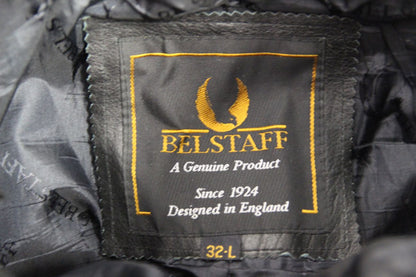 BELSTAFF
A Genuine Product
Since 1924
Designed in England
32-L